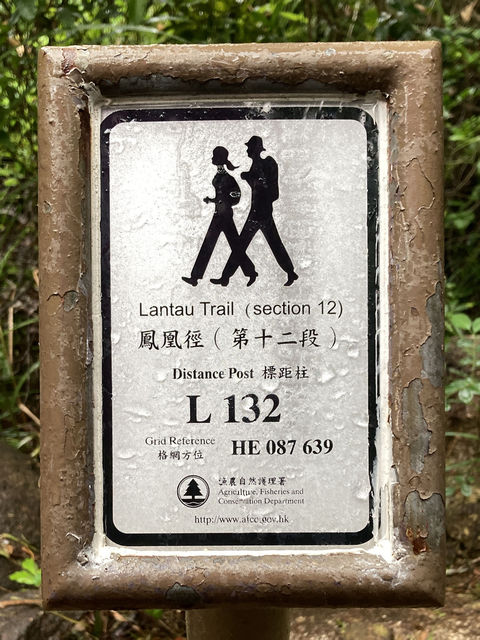 Lantau Trail (section 12)
鳳凰徑（第十二段）
Distance Post 標距柱
L 132
Grid Reference
格網方位
HE 087 639
漁農自然護理署
Agriculture, Fisheries and
Conservation Department
http://www.afcd.gov.hk